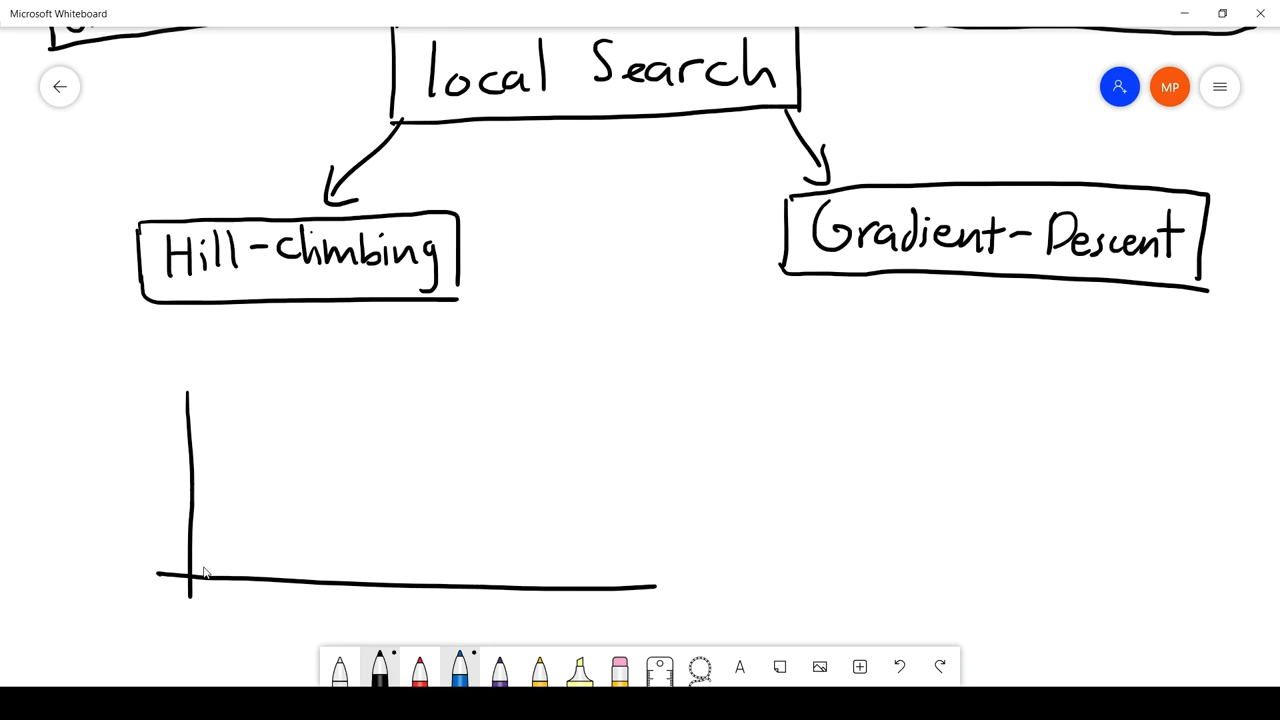 Microsoft Whiteboard
local Search
MP
Hill-climbing
Gradient-Descent
A